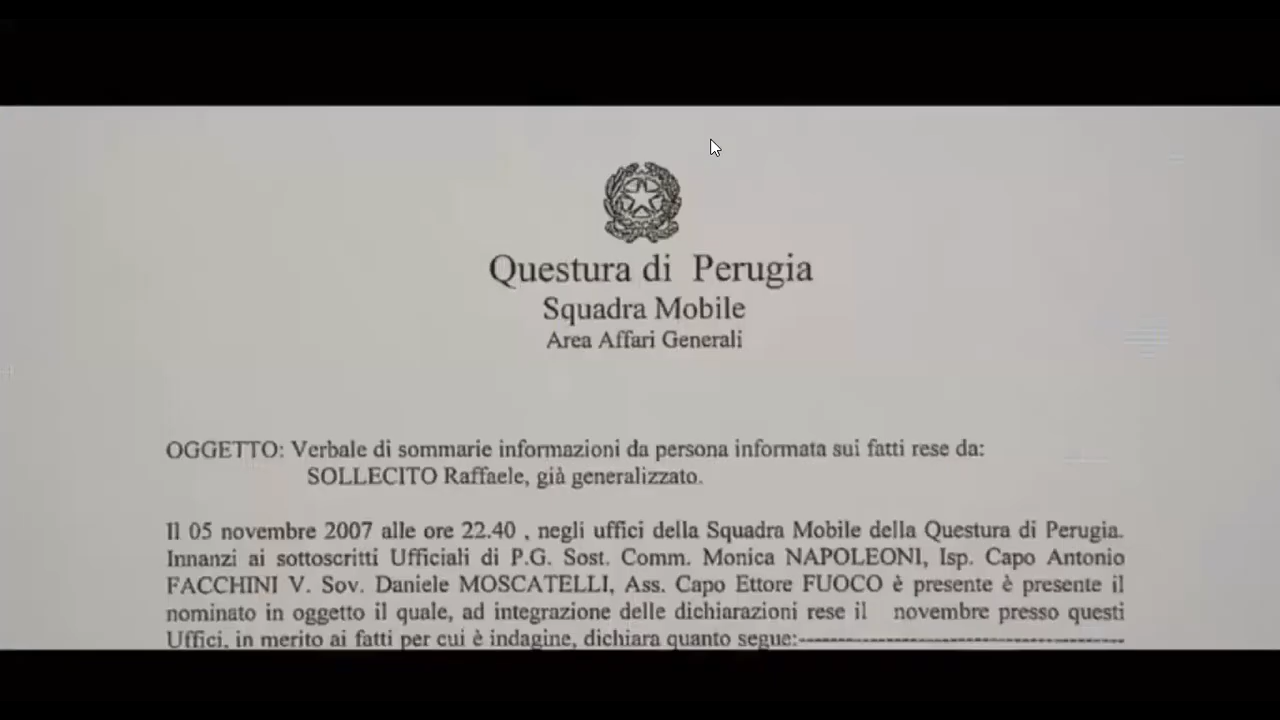 Questura di Perugia
Squadra Mobile
Area Affari Generali
OGGETTO: Verbale di sommarie informazioni da persona informata sui fatti rese da:
SOLLECITO Raffaele, già generalizzato.
Il 05 novembre 2007 alle ore 22.40 , negli uffici della Squadra Mobile della Questura di Perugia.
Innanzi ai sottoscritti Ufficiali di P.G. Sost. Comm. Monica NAPOLEONI, Isp. Capo Antonio
FACCHINI V. Sov. Daniele MOSCATELLI, Ass. Capo Ettore FUOCO è presente è presente il
nominato in oggetto il quale, ad integrazione delle dichiarazioni rese il novembre presso questi
Uffici, in merito ai fatti per cui è indagine, dichiara quanto segue:--------------------------------